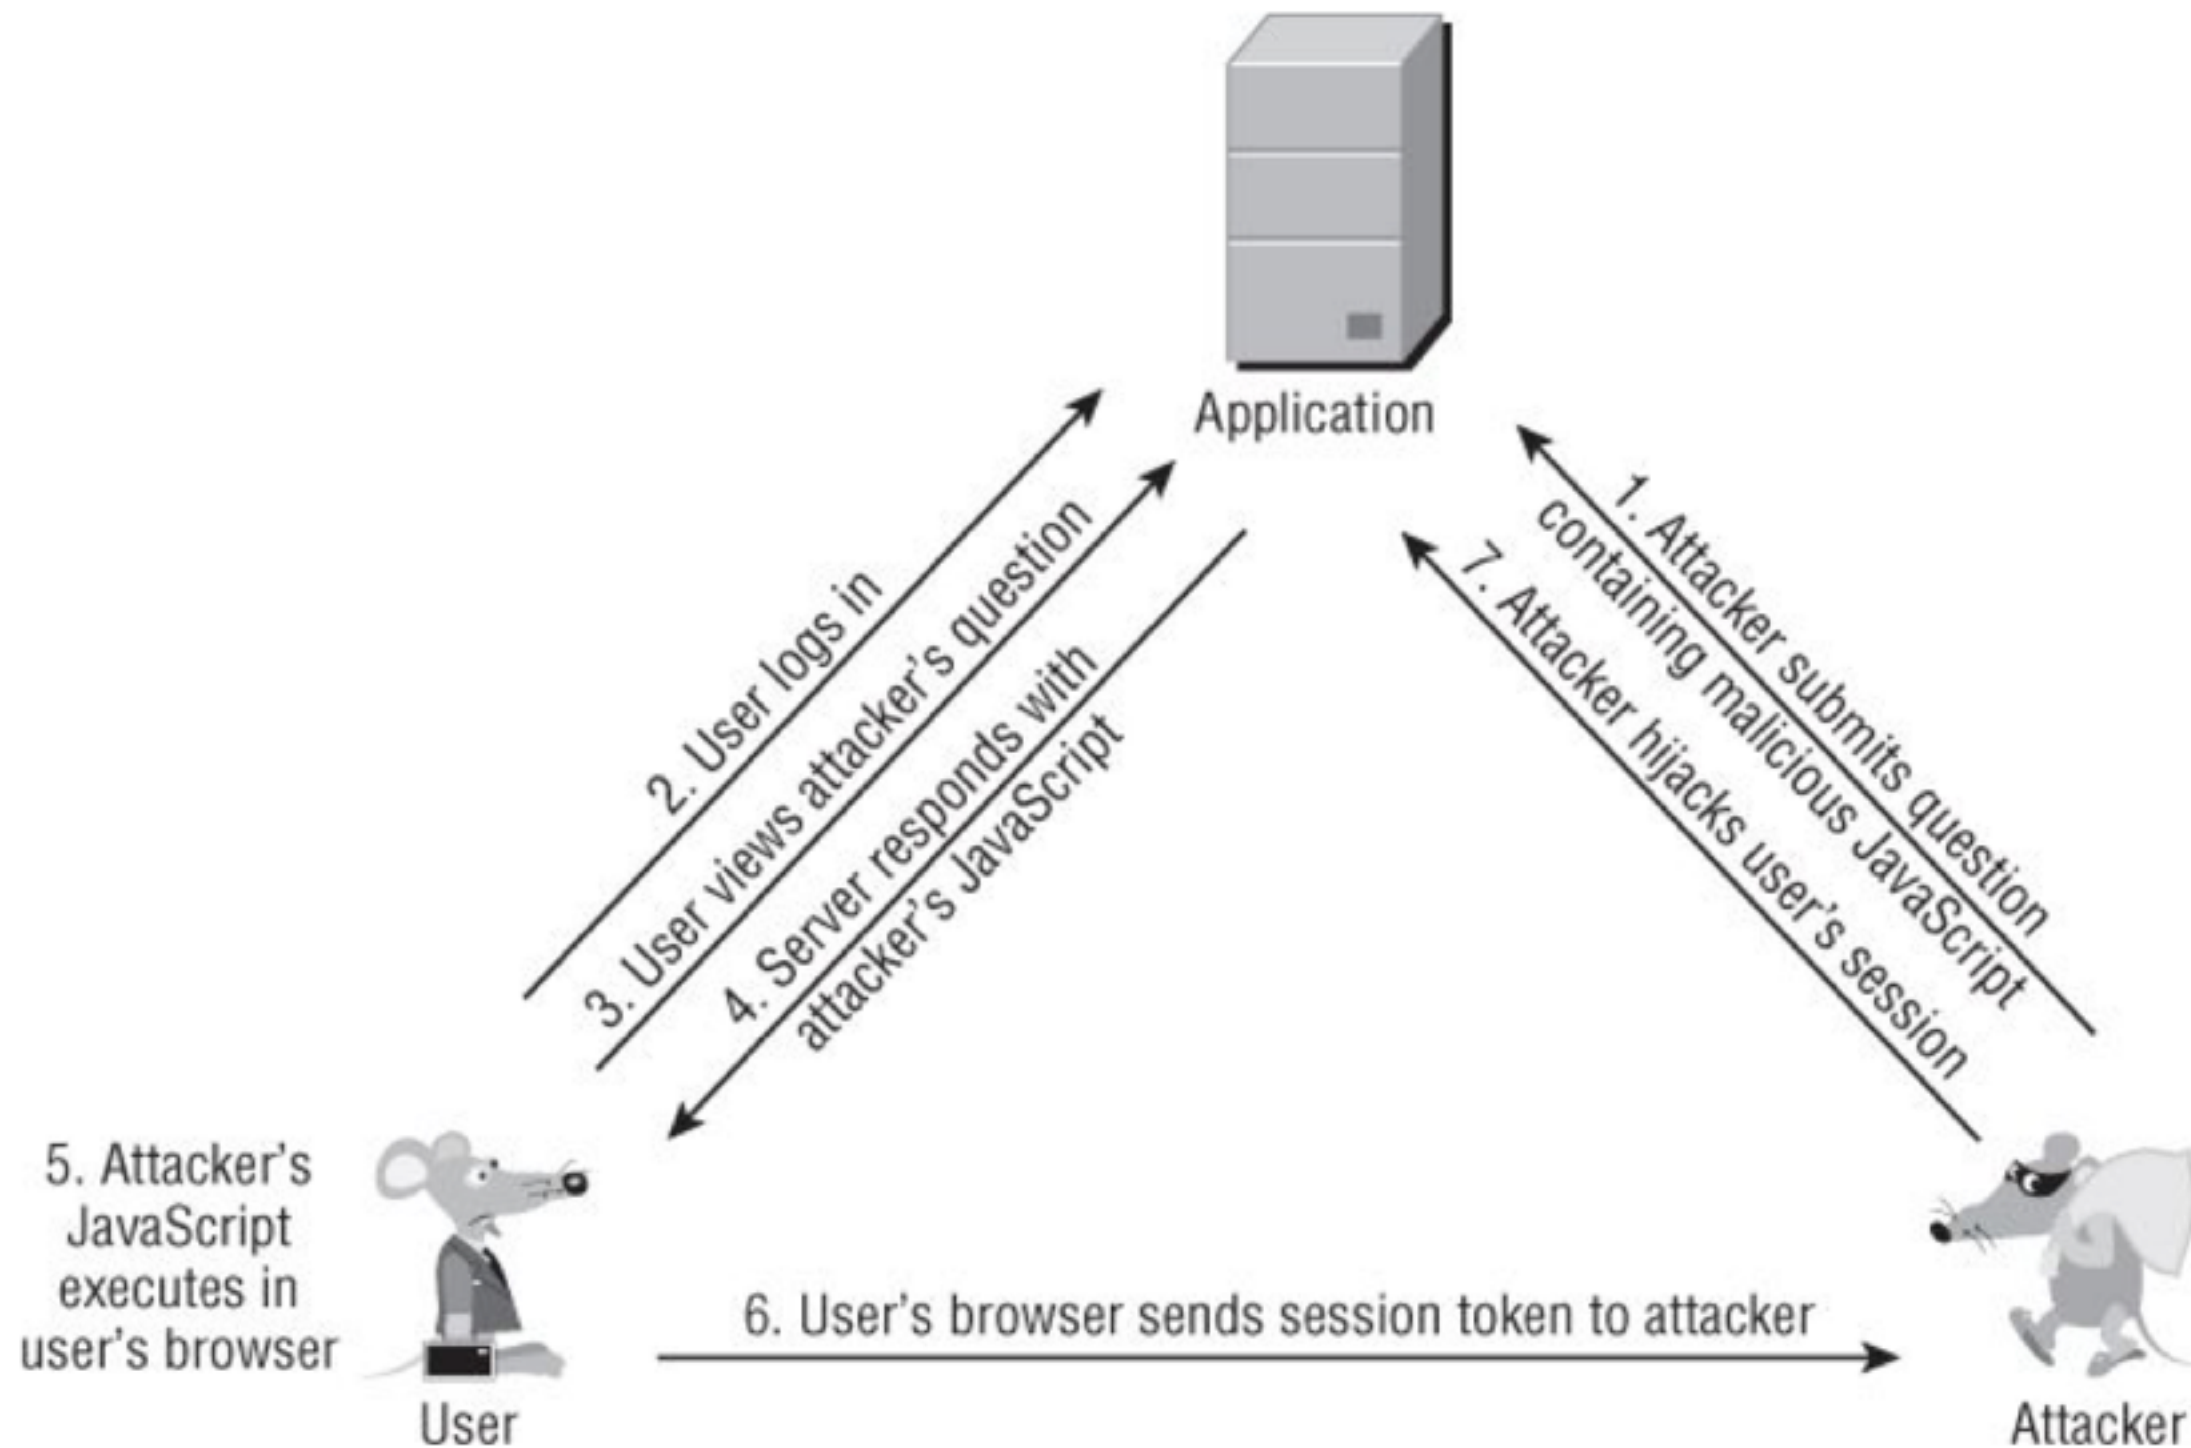 Application
1. Attacker submits question
containing malicious JavaScript
7. Attacker hijacks user's session
2. User logs in
3. User views attacker's question
4. Server responds with
attacker's JavaScript
5. Attacker's
JavaScript
executes in
user's browser
6. User's browser sends session token to attacker
User
Attacker